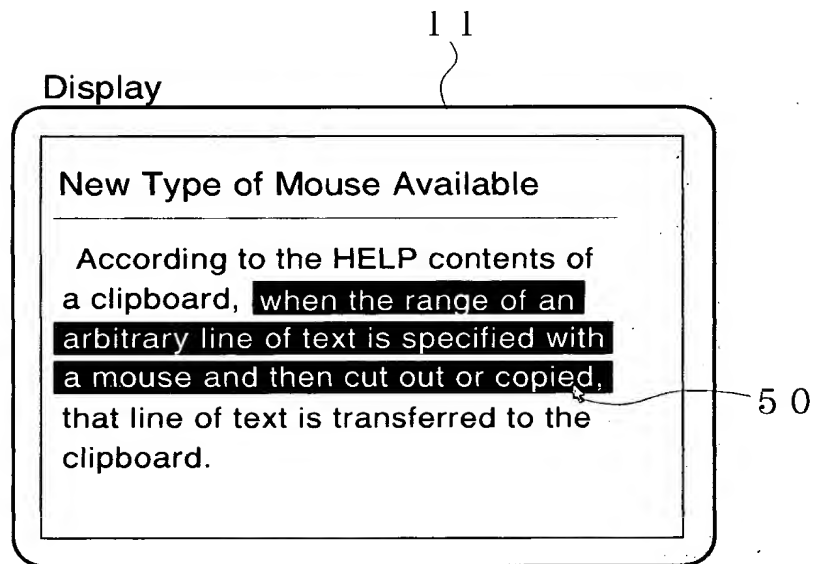 11
Display
New Type of Mouse Available
According to the HELP contents of
a clipboard, when the range of an
arbitrary line of text is specified with
a mouse and then cut out or copied,
that line of text is transferred to the
clipboard.
50